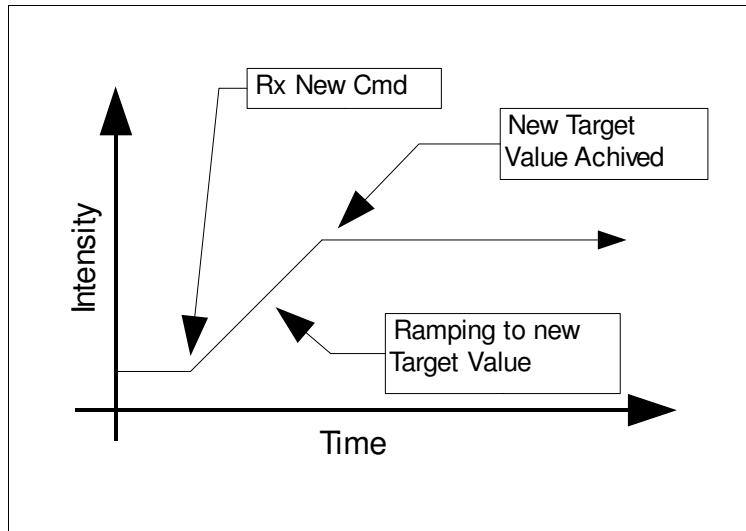 Rx New Cmd
New Target
Value Achived
Intensity
Ramping to new
Target Value
Time